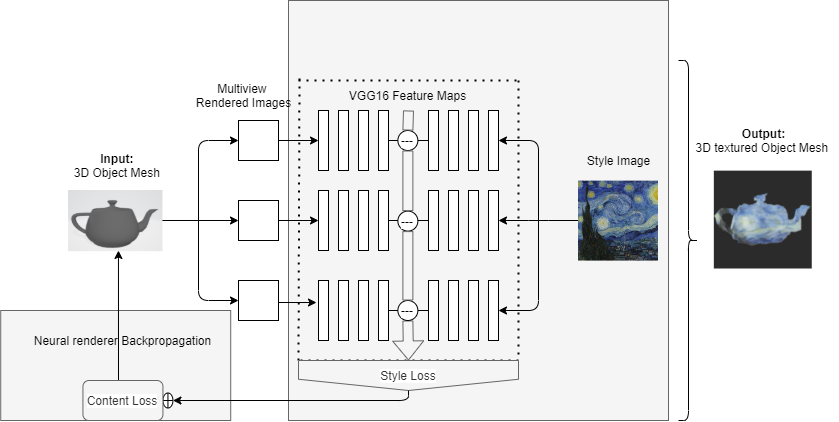 Multiview
Rendered Images
VGG16 Feature Maps
Input:
3D Object Mesh
Style Image
Output:
3D textured Object Mesh
---
---
---
Neural renderer Backpropagation
Style Loss
Content Loss